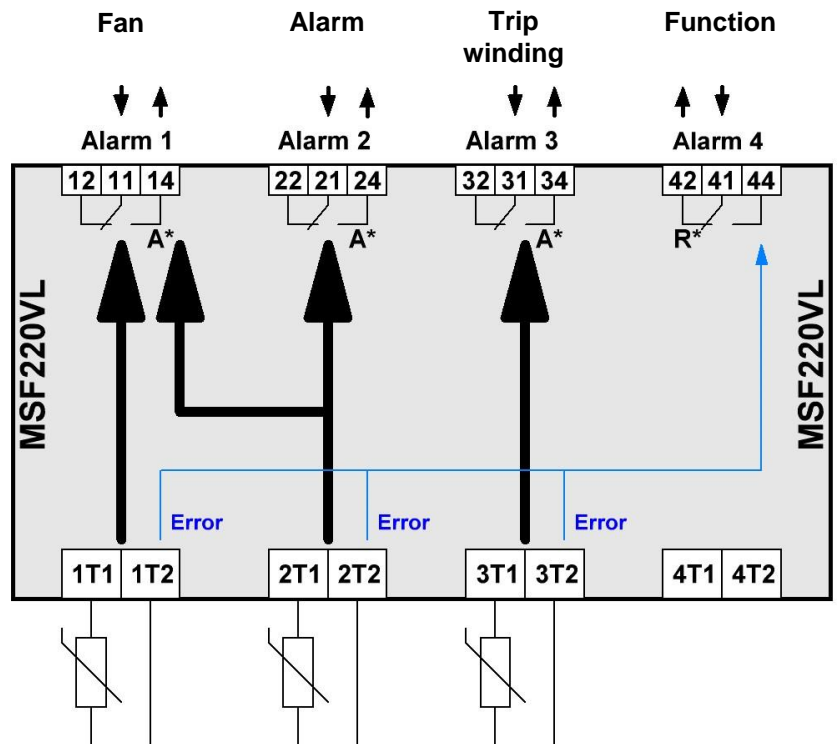 Fan Alarm Trip winding Function
Alarm 1 Alarm 2 Alarm 3 Alarm 4
12 11 14 22 21 24 32 31 34 42 41 44
A* A* A* R*
MSF220VL MSF220VL
Error Error Error
1T1 1T2 2T1 2T2 3T1 3T2 4T1 4T2